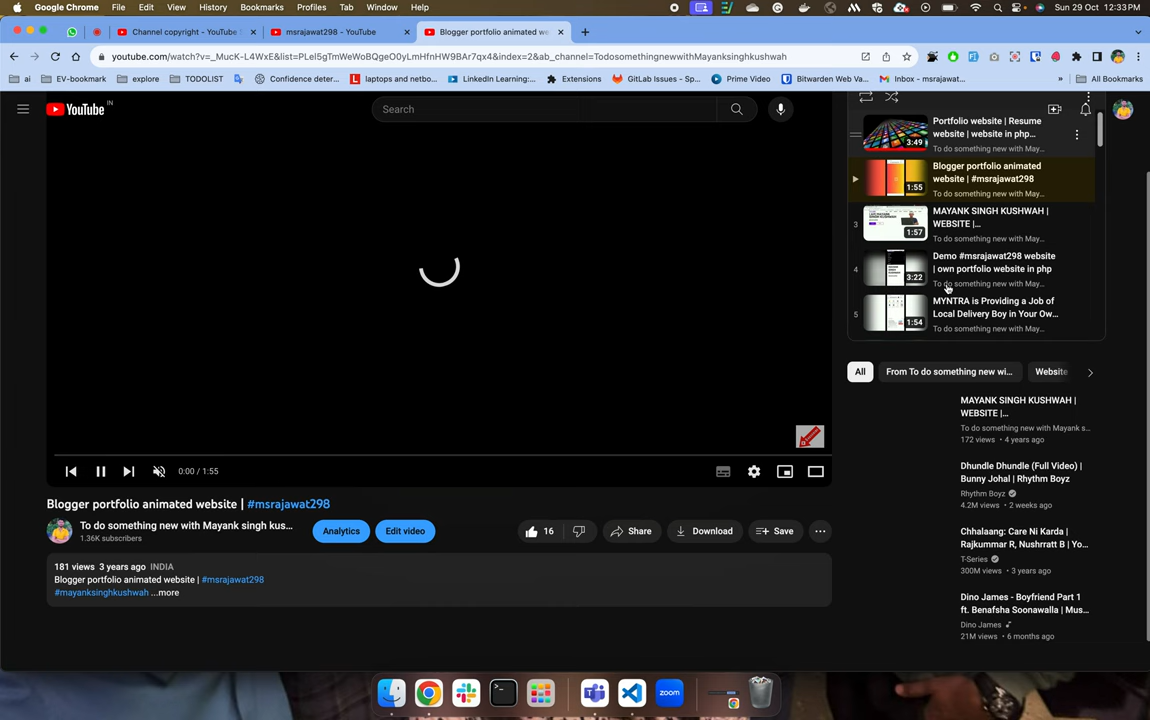 Google Chrome File Edit View History Bookmarks Profiles Tab Window Help Sun 29 Oct 12:33 PM
Channel copyright - YouTube msrajawat298 - YouTube Blogger portfolio animated we
youtube.com/watch?v=_MucK-L4WxE&list=PLeI5gTmWeWoBQgeO0yLmHfnHW9BAr7qx4&index=2&ab_channel=TodosomethingnewwithMayanksinghkushwah
ai EV-bookmark explore TODOLIST Confidence deter... laptops and netbo... LinkedIn Learning:... Extensions GitLab Issues - Sp... Prime Video Bitwarden Web Va... Inbox - msrajawat... » All Bookmarks
YouTube IN
Search
Portfolio website | Resume
website | website in php...
3:49
To do something new with May...
Blogger portfolio animated
website | #msrajawat298
1:55
To do something new with May...
3
MAYANK SINGH KUSHWAH |
WEBSITE |...
1:57
To do something new with May...
4
Demo #msrajawat298 website
| own portfolio website in php
3:22
To do something new with May...
5
MYNTRA is Providing a Job of
Local Delivery Boy in Your Ow...
1:54
To do something new with May...
0:00 / 1:55
All From To do something new wi... Website
MAYANK SINGH KUSHWAH |
WEBSITE |...
To do something new with Mayank s...
172 views • 4 years ago
Dhundle Dhundle (Full Video) |
Bunny Johal | Rhythm Boyz
Rhythm Boyz
4.2M views • 2 weeks ago
Chhalaang: Care Ni Karda |
Rajkummar R, Nushrratt B | Yo...
T-Series
300M views • 3 years ago
Dino James - Boyfriend Part 1
ft. Benafsha Soonawalla | Mus...
Dino James
21M views • 6 months ago
Blogger portfolio animated website | #msrajawat298
To do something new with Mayank singh kus...
1.36K subscribers
Analytics Edit video 16 Share Download Save
181 views 3 years ago INDIA
Blogger portfolio animated website | #msrajawat298
#mayanksinghkushwah ...more
zoom